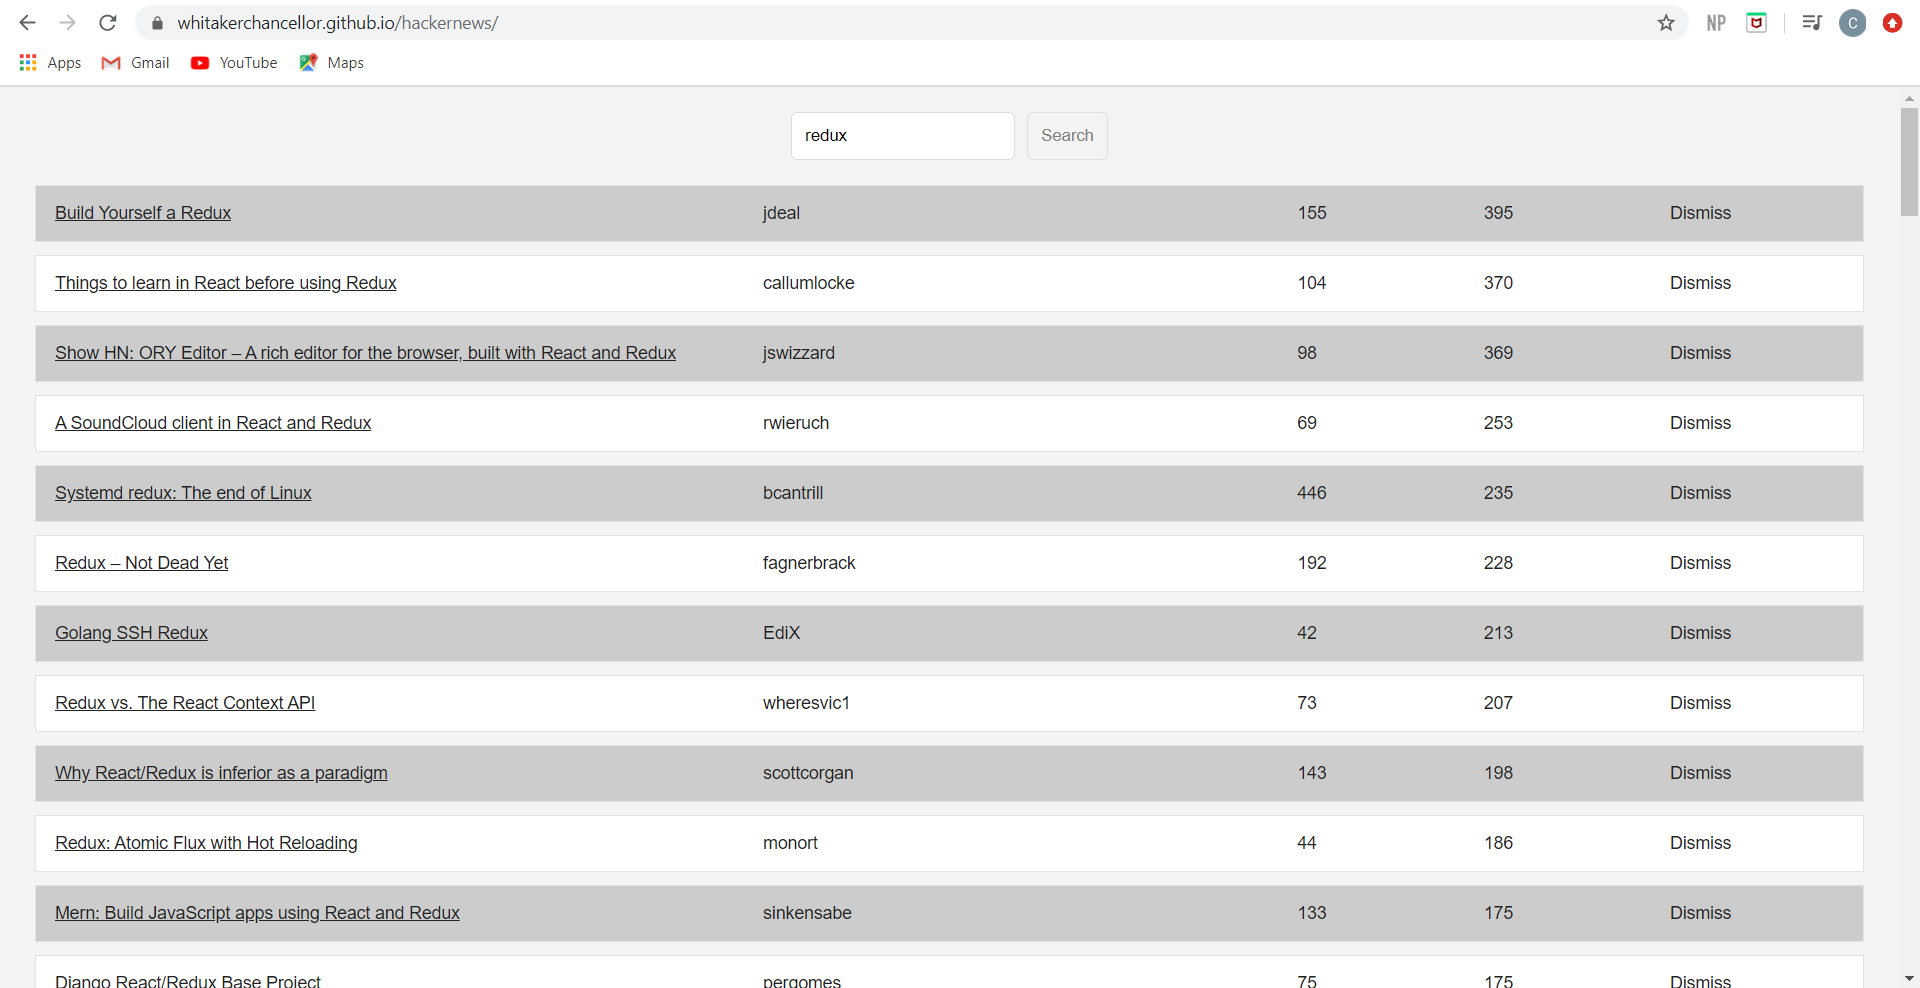 whitakerchancellor.github.io/hackernews/ NP C
Apps Gmail YouTube Maps
redux Search
Build Yourself a Redux jdeal 155 395 Dismiss
Things to learn in React before using Redux callumlocke 104 370 Dismiss
Show HN: ORY Editor – A rich editor for the browser, built with React and Redux jswizzard 98 369 Dismiss
A SoundCloud client in React and Redux rwieruch 69 253 Dismiss
Systemd redux: The end of Linux bcantrill 446 235 Dismiss
Redux – Not Dead Yet fagnerbrack 192 228 Dismiss
Golang SSH Redux EdiX 42 213 Dismiss
Redux vs. The React Context API wheresvic1 73 207 Dismiss
Why React/Redux is inferior as a paradigm scottcorgan 143 198 Dismiss
Redux: Atomic Flux with Hot Reloading monort 44 186 Dismiss
Mern: Build JavaScript apps using React and Redux sinkensabe 133 175 Dismiss
Django React/Redux Base Project pergomes 75 175 Dismiss